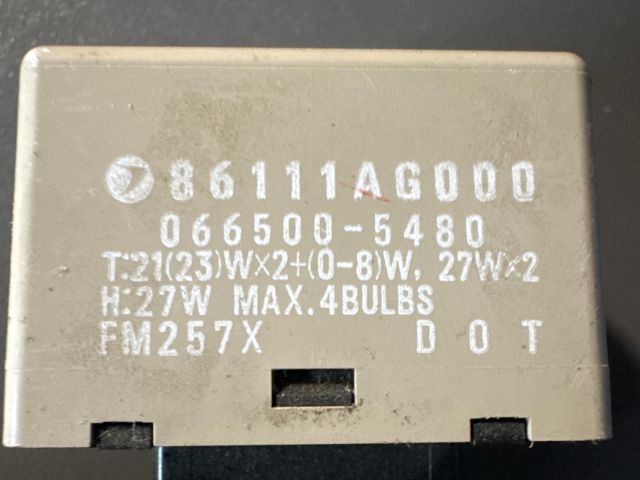 86111AG000
066500-5480
T:21(23)W×2+(0-8)W, 27W×2
H:27W MAX.4BULBS
FM257X DOT